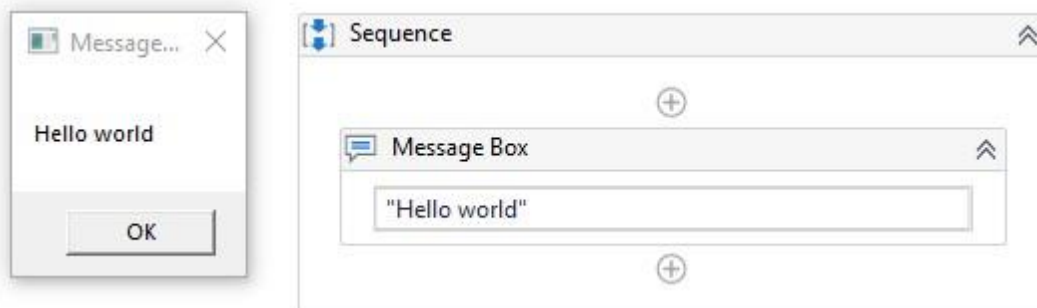 Message...
Hello world
OK
Sequence
Message Box
"Hello world"